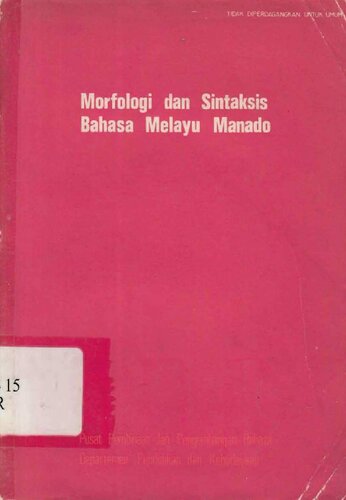 TIDAK DIPERDAGANGKAN UNTUK UMUM
Morfologi dan Sintaksis
Bahasa Melayu Manado
15
R
Pusat Pembinaan dan Pengembangan Bahasa
Departemen Pendidikan dan Kebudayaan